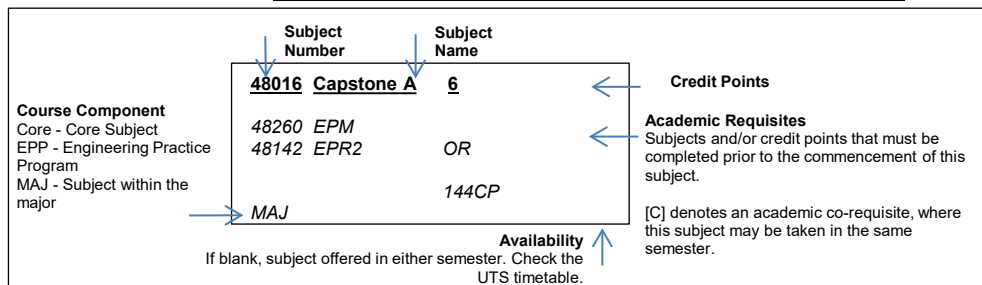 Subject
Number
Subject
Name
48016 Capstone A 6
48260 EPM
48142 EPR2 OR
144CP
MAJ
Course Component
Core - Core Subject
EPP - Engineering Practice
Program
MAJ - Subject within the
major
Credit Points
Academic Requisites
Subjects and/or credit points that must be
completed prior to the commencement of this
subject.
[C] denotes an academic co-requisite, where
this subject may be taken in the same
semester.
Availability
If blank, subject offered in either semester. Check the
UTS timetable.